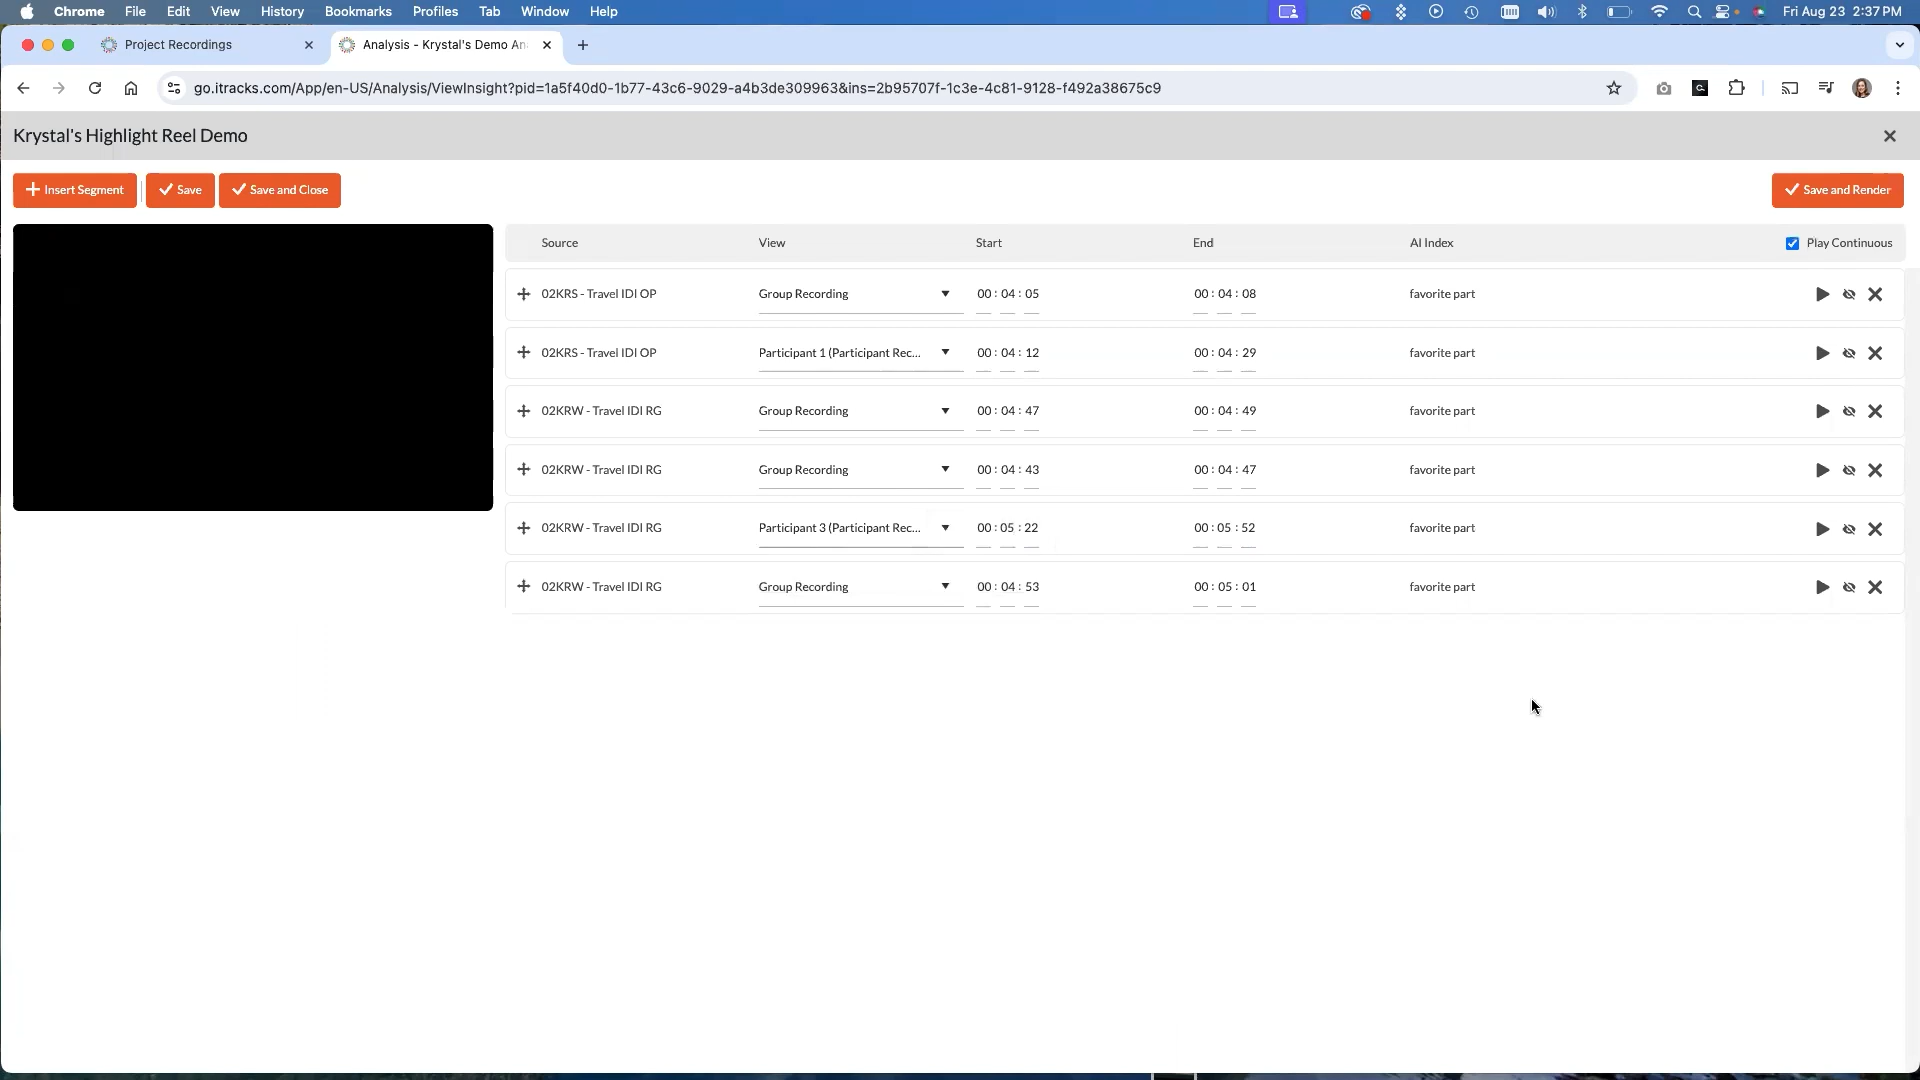 Chrome File Edit View History Bookmarks Profiles Tab Window Help Fri Aug 23 2:37 PM
Project Recordings Analysis - Krystal's Demo An
go.itracks.com/App/en-US/Analysis/ViewInsight?pid=1a5f40d0-1b77-43c6-9029-a4b3de309963&ins=2b95707f-1c3e-4c81-9128-f492a38675c9
Krystal's Highlight Reel Demo
Insert Segment Save Save and Close Save and Render
Source View Start End AI Index Play Continuous
02KRS - Travel IDI OP Group Recording 00 : 04 : 05 00 : 04 : 08 favorite part
02KRS - Travel IDI OP Participant 1 (Participant Rec... 00 : 04 : 12 00 : 04 : 29 favorite part
02KRW - Travel IDI RG Group Recording 00 : 04 : 47 00 : 04 : 49 favorite part
02KRW - Travel IDI RG Group Recording 00 : 04 : 43 00 : 04 : 47 favorite part
02KRW - Travel IDI RG Participant 3 (Participant Rec... 00 : 05 : 22 00 : 05 : 52 favorite part
02KRW - Travel IDI RG Group Recording 00 : 04 : 53 00 : 05 : 01 favorite part